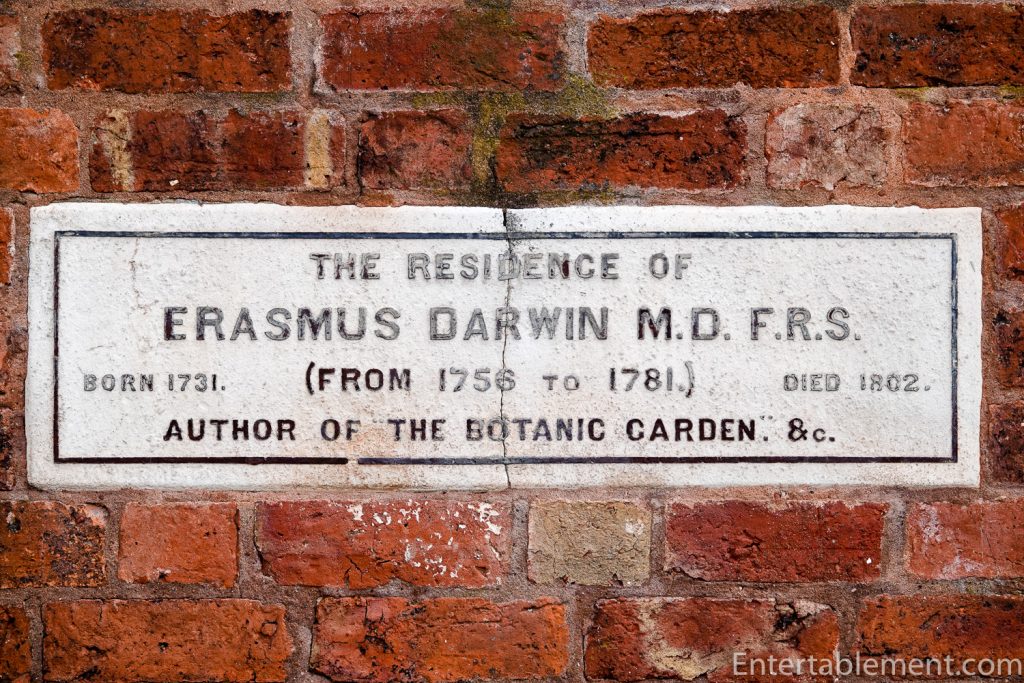 THE RESIDENCE OF
ERASMUS DARWIN M.D. F.R.S.
BORN 1731. (FROM 1756 TO 1781.) DIED 1802.
AUTHOR OF "THE BOTANIC GARDEN". &c.
Entertablement.com